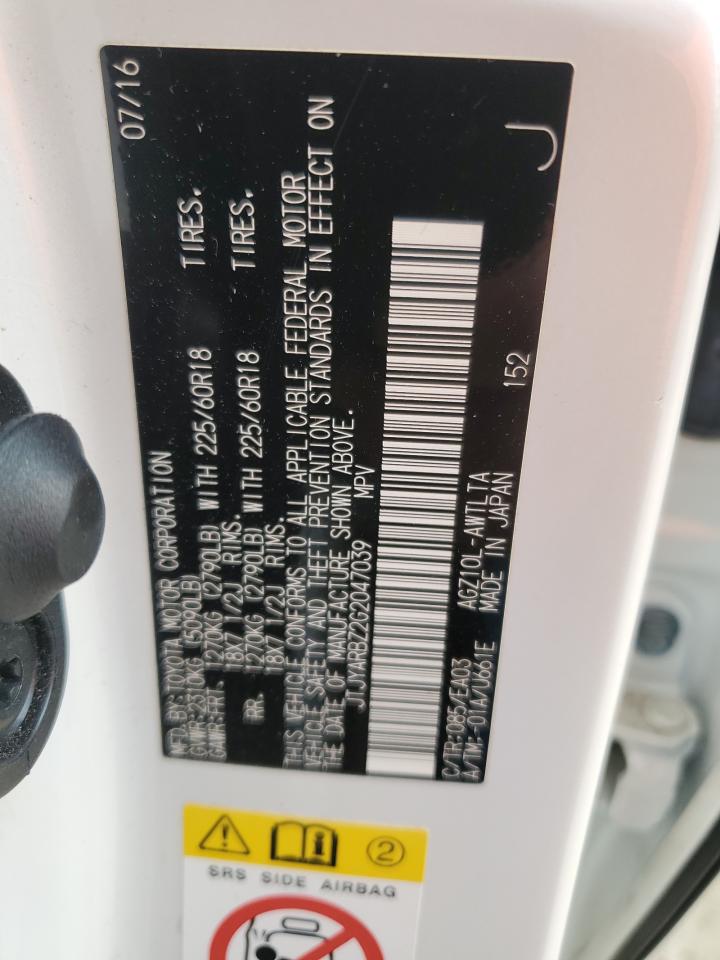 MFD.BY: TOYOTA MOTOR CORPORATION 07/16
GVWR: 2310KG (5090LB)
GAWR: FRT. 1270KG (2790LB) WITH 225/60R18 TIRES.
18X7 1/2J RIMS.
RR. 1270KG (2790LB) WITH 225/60R18 TIRES.
18X7 1/2J RIMS.
THIS VEHICLE CONFORMS TO ALL APPLICABLE FEDERAL MOTOR
VEHICLE SAFETY AND THEFT PREVENTION STANDARDS IN EFFECT ON
THE DATE OF MANUFACTURE SHOWN ABOVE.
JTJYARBZ2G2047039 MPV
C/TR: 085/EA03 AGZ10L-AWTLTA 152
A/TM: -01A/U661E MADE IN JAPAN
J
2
SRS SIDE AIRBAG